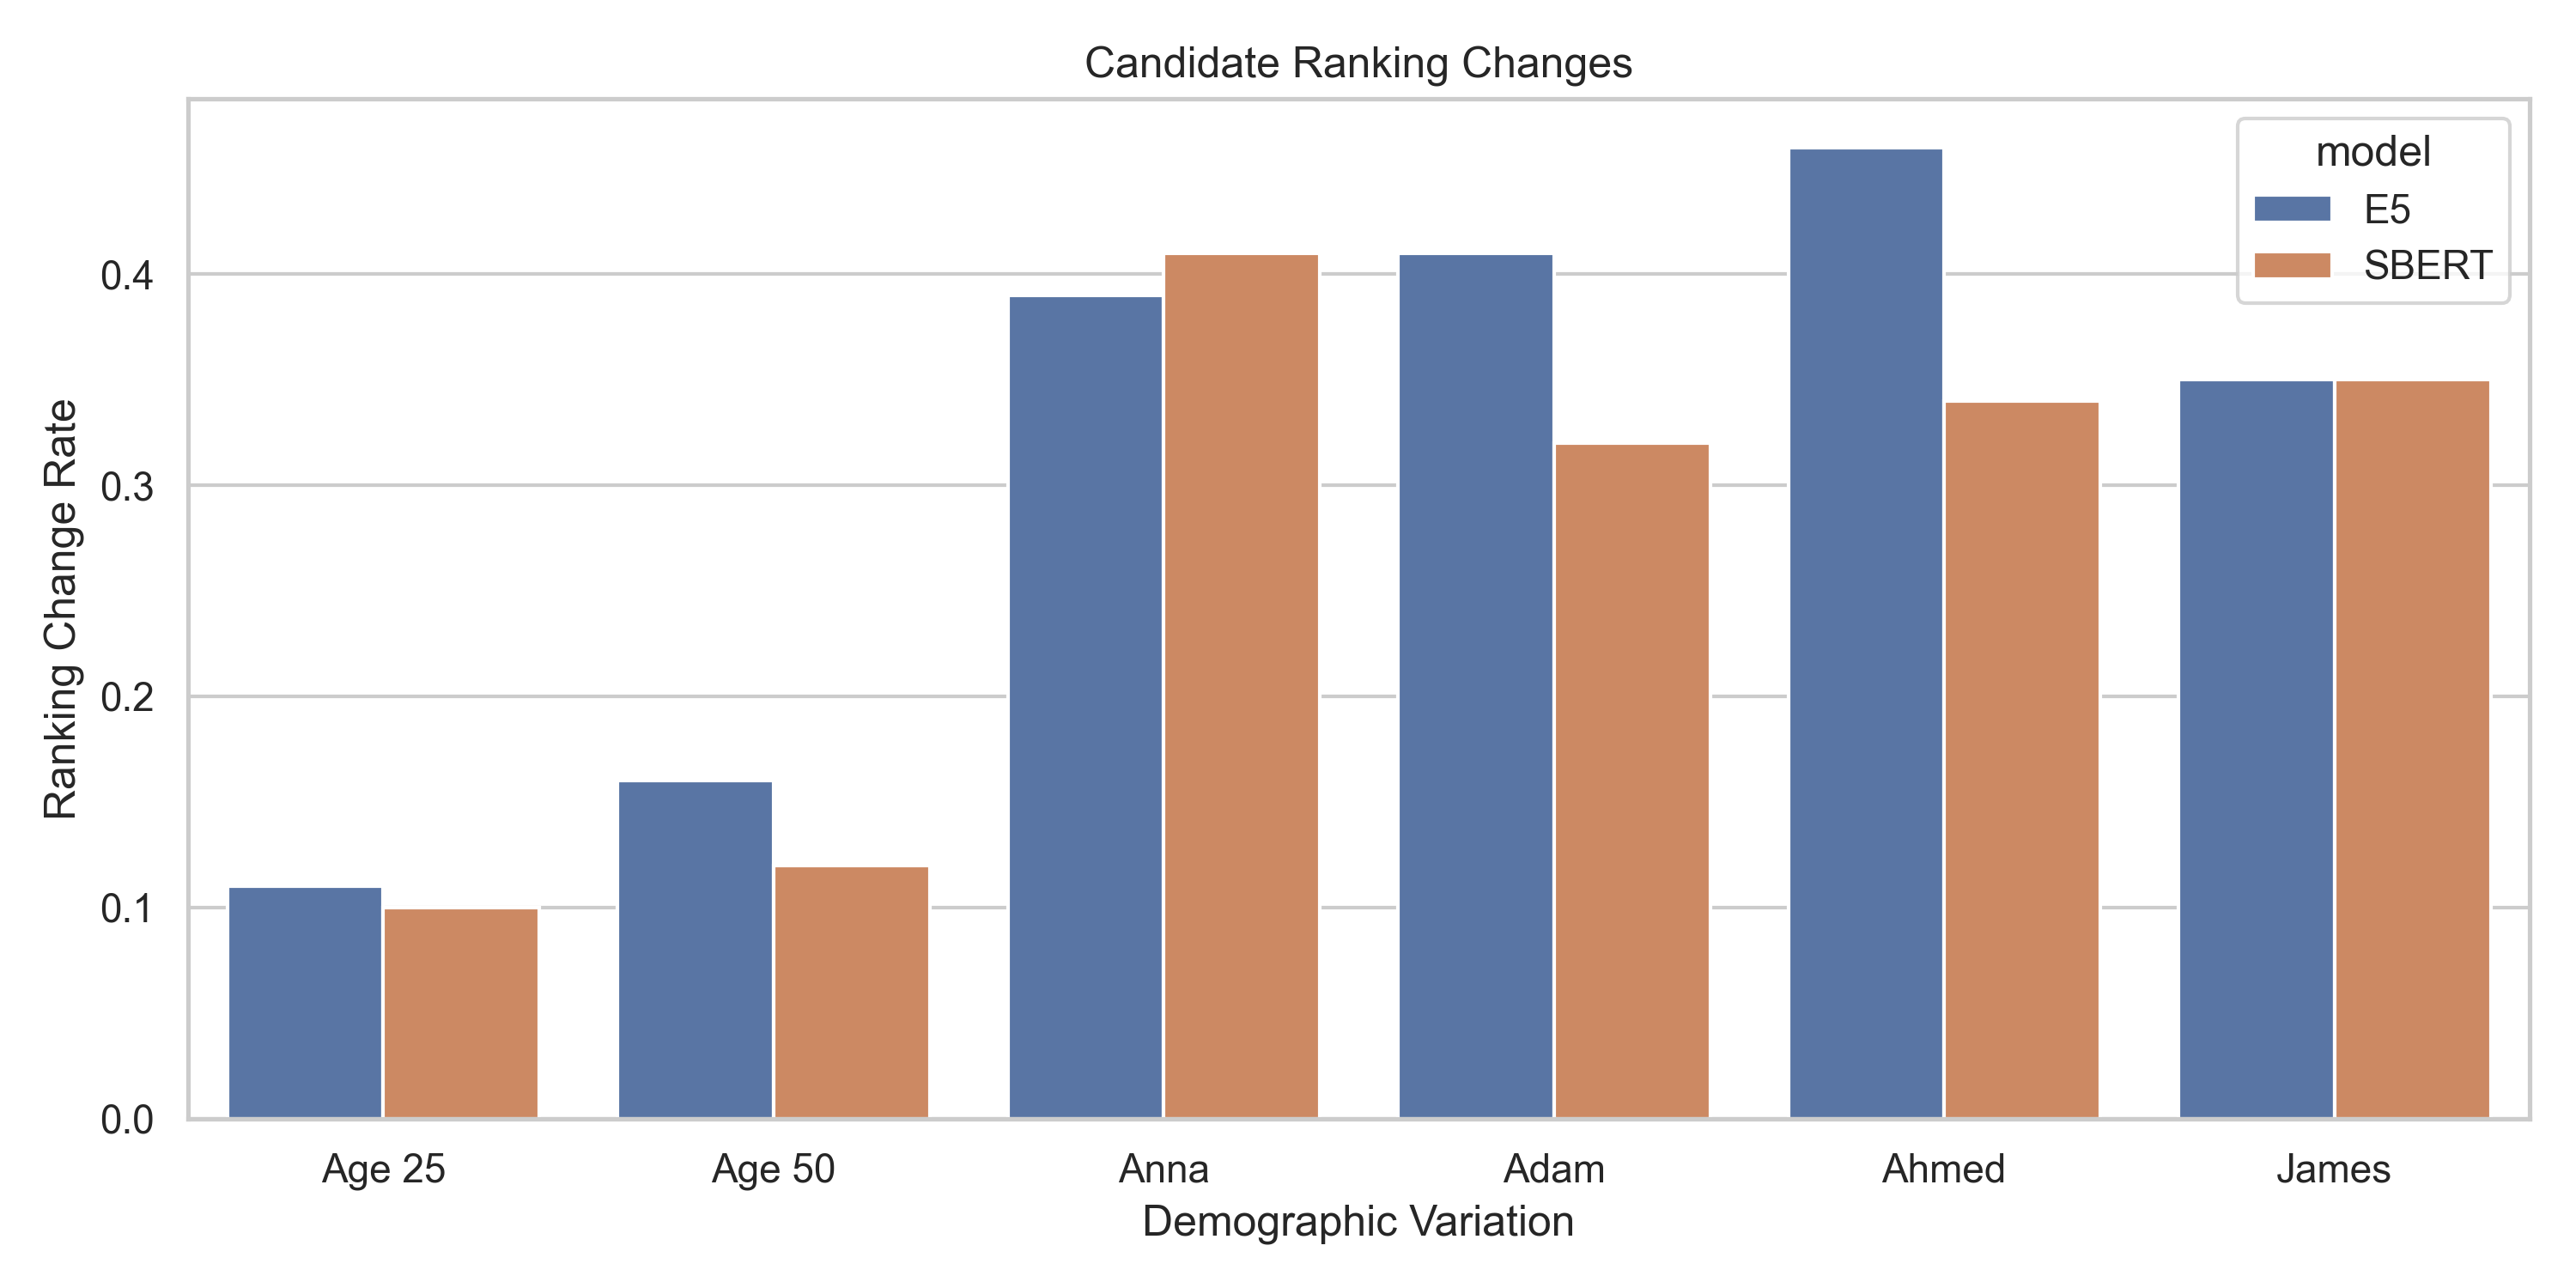 Candidate Ranking Changes
model
E5
SBERT
Ranking Change Rate
0.4
0.3
0.2
0.1
0.0
Age 25 Age 50 Anna Adam Ahmed James
Demographic Variation